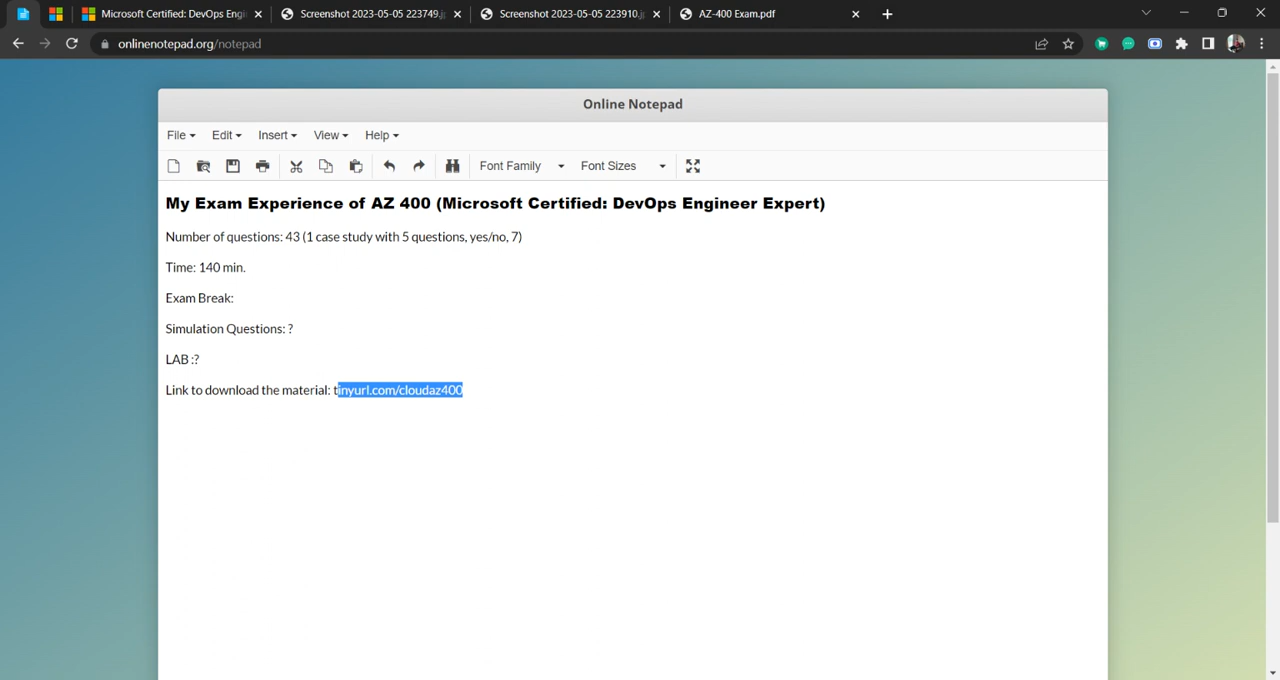 Microsoft Certified: DevOps Engi
Screenshot 2023-05-05 223749.j
Screenshot 2023-05-05 223910.j
AZ-400 Exam.pdf
onlinenotepad.org/notepad
Online Notepad
File Edit Insert View Help
Font Family Font Sizes
My Exam Experience of AZ 400 (Microsoft Certified: DevOps Engineer Expert)
Number of questions: 43 (1 case study with 5 questions, yes/no, 7)
Time: 140 min.
Exam Break:
Simulation Questions: ?
LAB :?
Link to download the material: tinyurl.com/cloudaz400